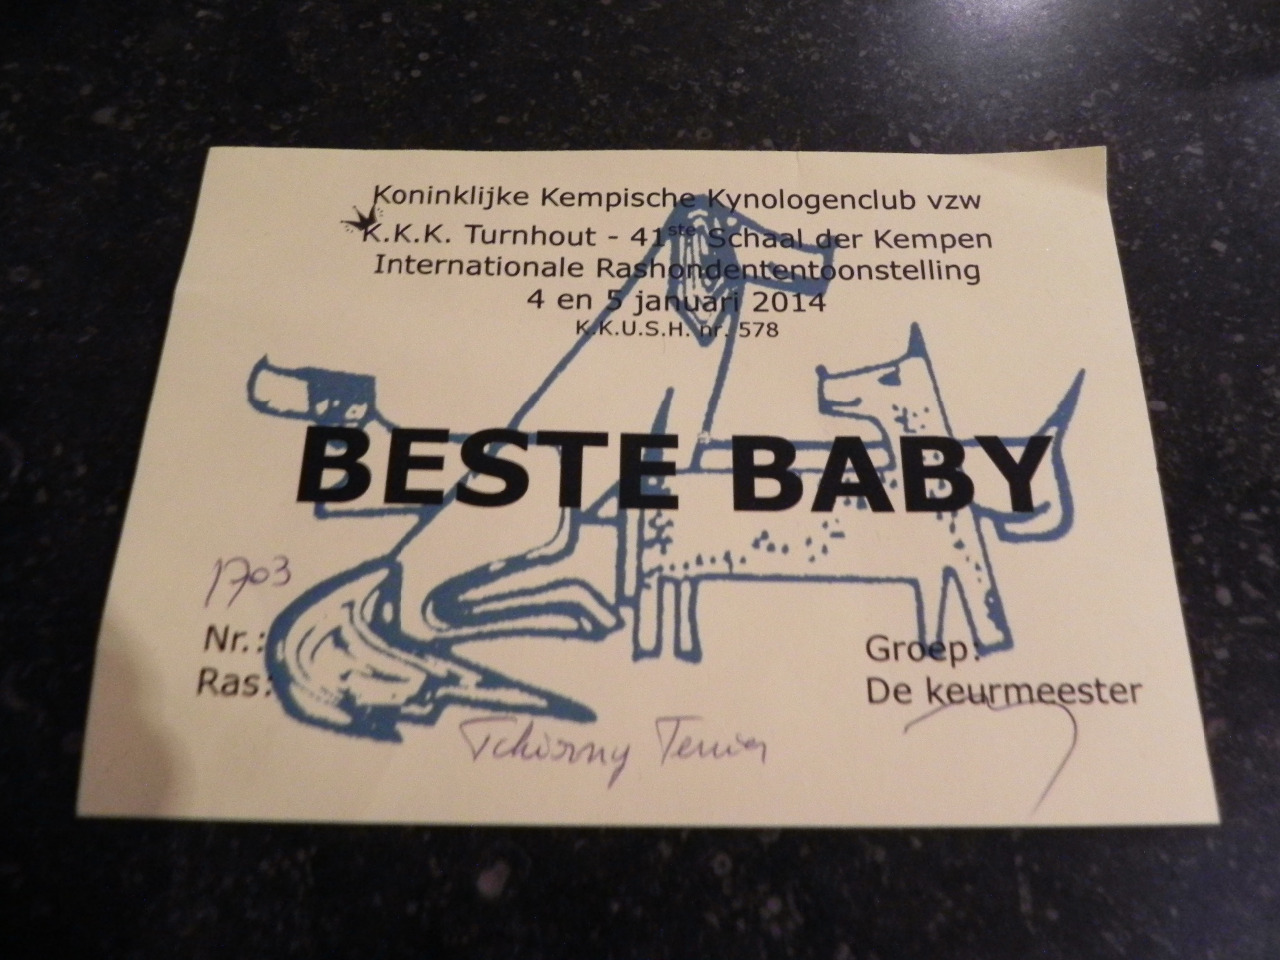 Koninklijke Kempische Kynologenclub vzw
K.K.K. Turnhout - 41ste Schaal der Kempen
Internationale Rashondententoonstelling
4 en 5 januari 2014
K.K.U.S.H. nr. 578
BESTE BABY
1703
Nr.:
Groep:
Ras:
De keurmeester
Tchiorny Terrier